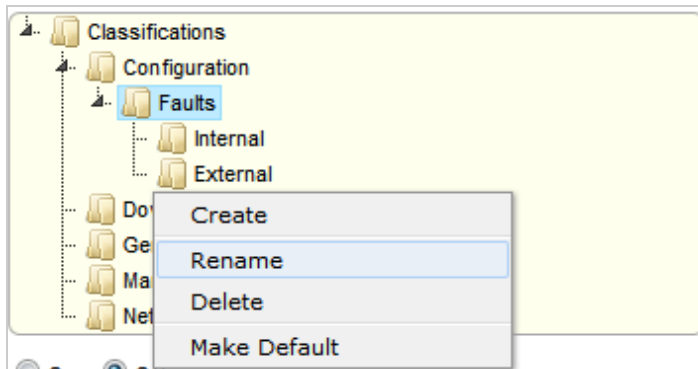 Classifications
Configuration
Faults
Internal
External
Create
Rename
Delete
Make Default